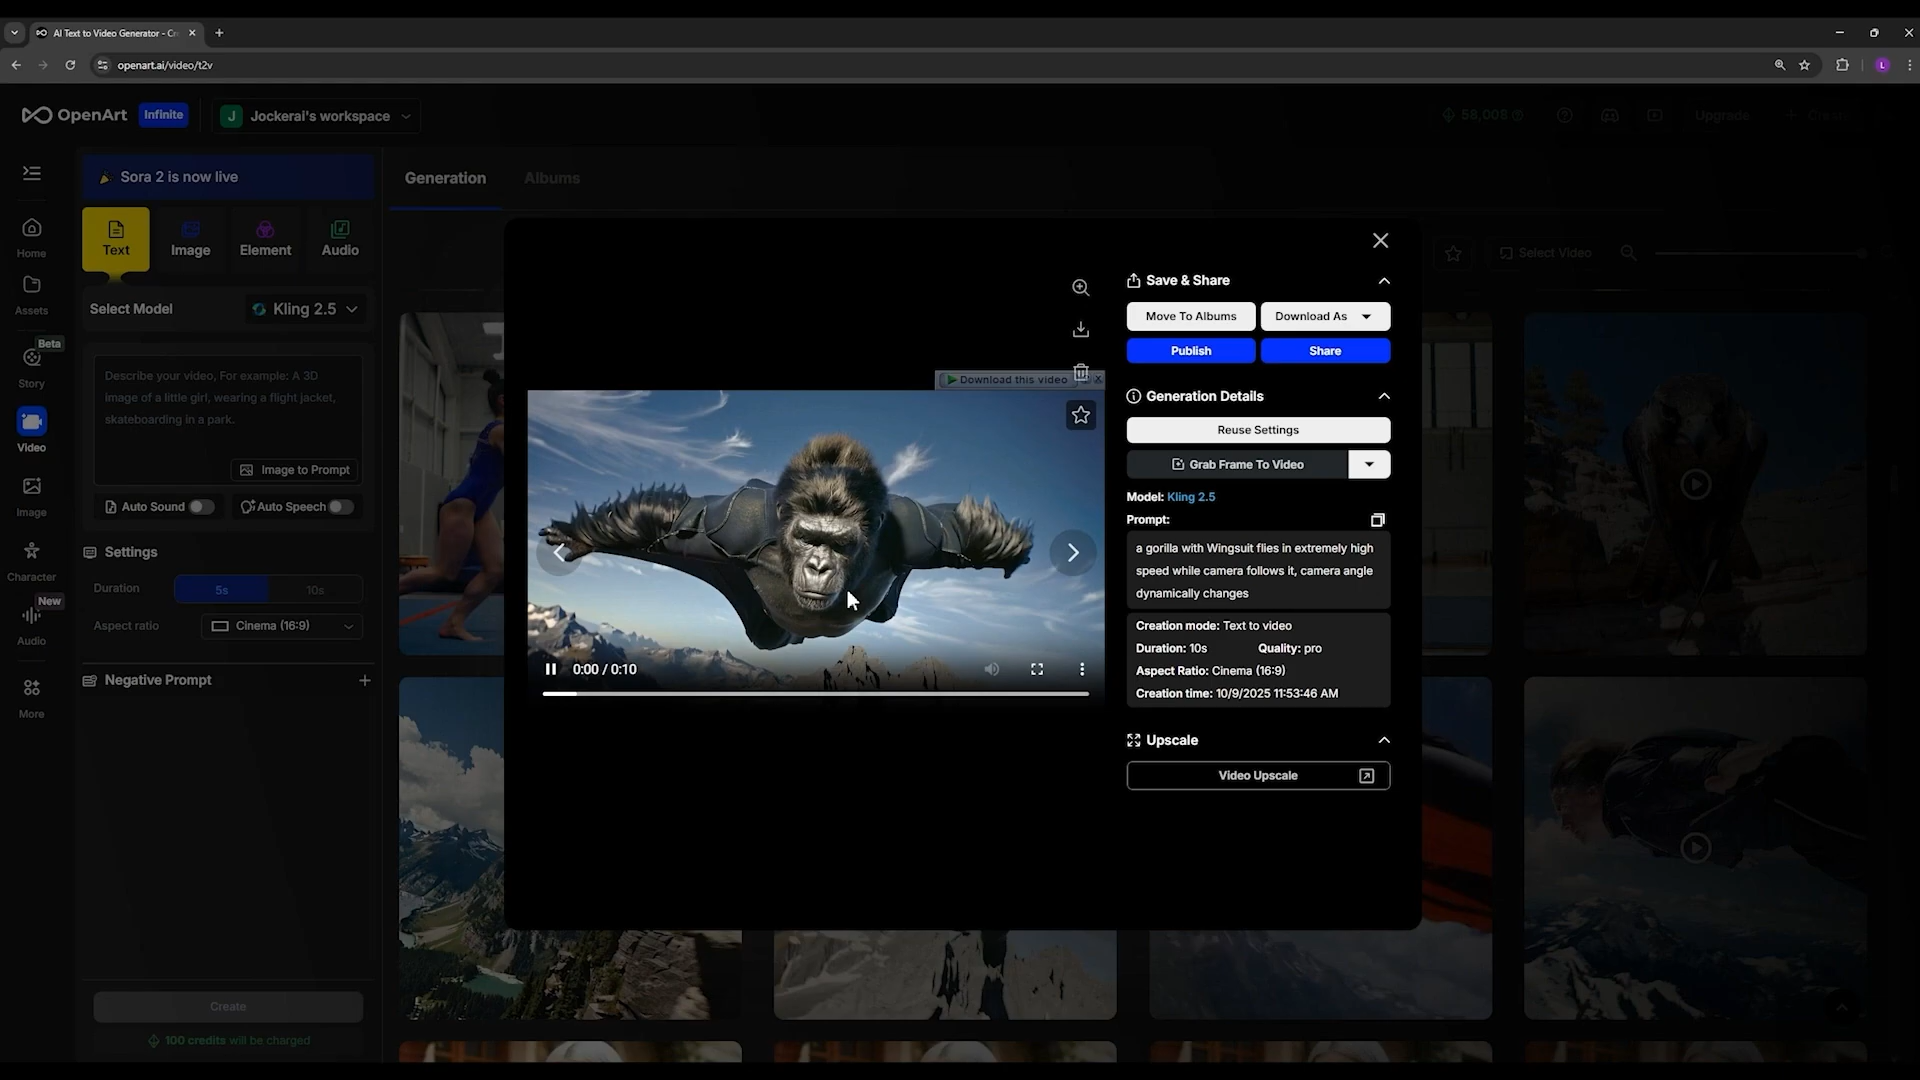 AI Text to Video Generator - Cr
openart.ai/video/t2v
L
OpenArt
Infinite
J
Jockerai's workspace
58,008
Upgrade
Sora 2 is now live
Generation
Albums
Text
Image
Element
Audio
Select Video
Home
Assets
Beta
Story
Video
Image
Character
New
Audio
More
Select Model
Kling 2.5
Describe your video, For example: A 3D
image of a little girl, wearing a flight jacket,
skateboarding in a park.
Image to Prompt
Auto Sound
Auto Speech
Settings
Duration
5s
10s
Aspect ratio
Cinema (16:9)
Negative Prompt
Create
100 credits will be charged
Download this video
0:00 / 0:10
Save & Share
Move To Albums
Download As
Publish
Share
Generation Details
Reuse Settings
Grab Frame To Video
Model: Kling 2.5
Prompt:
a gorilla with Wingsuit flies in extremely high
speed while camera follows it, camera angle
dynamically changes
Creation mode: Text to video
Duration: 10s
Quality: pro
Aspect Ratio: Cinema (16:9)
Creation time: 10/9/2025 11:53:46 AM
Upscale
Video Upscale